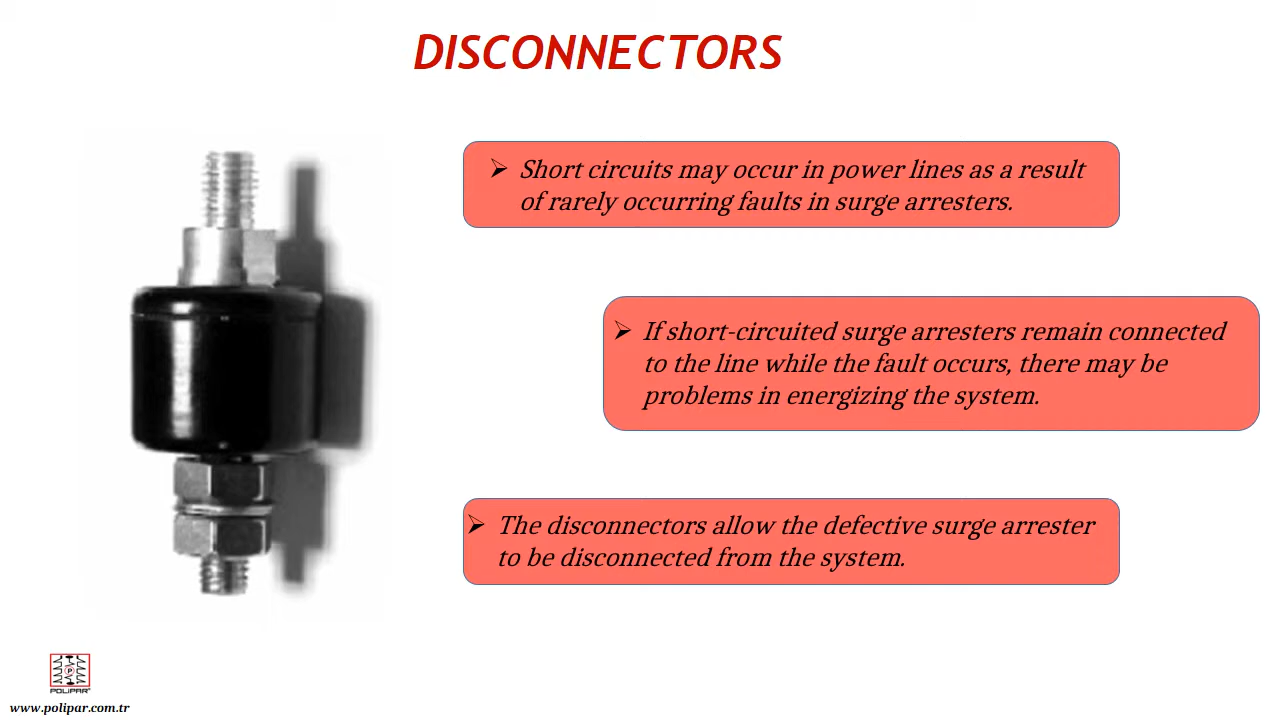 DISCONNECTORS
➢ Short circuits may occur in power lines as a result
of rarely occurring faults in surge arresters.
➢ If short-circuited surge arresters remain connected
to the line while the fault occurs, there may be
problems in energizing the system.
➢ The disconnectors allow the defective surge arrester
to be disconnected from the system.
P
POLIPAR
www.polipar.com.tr